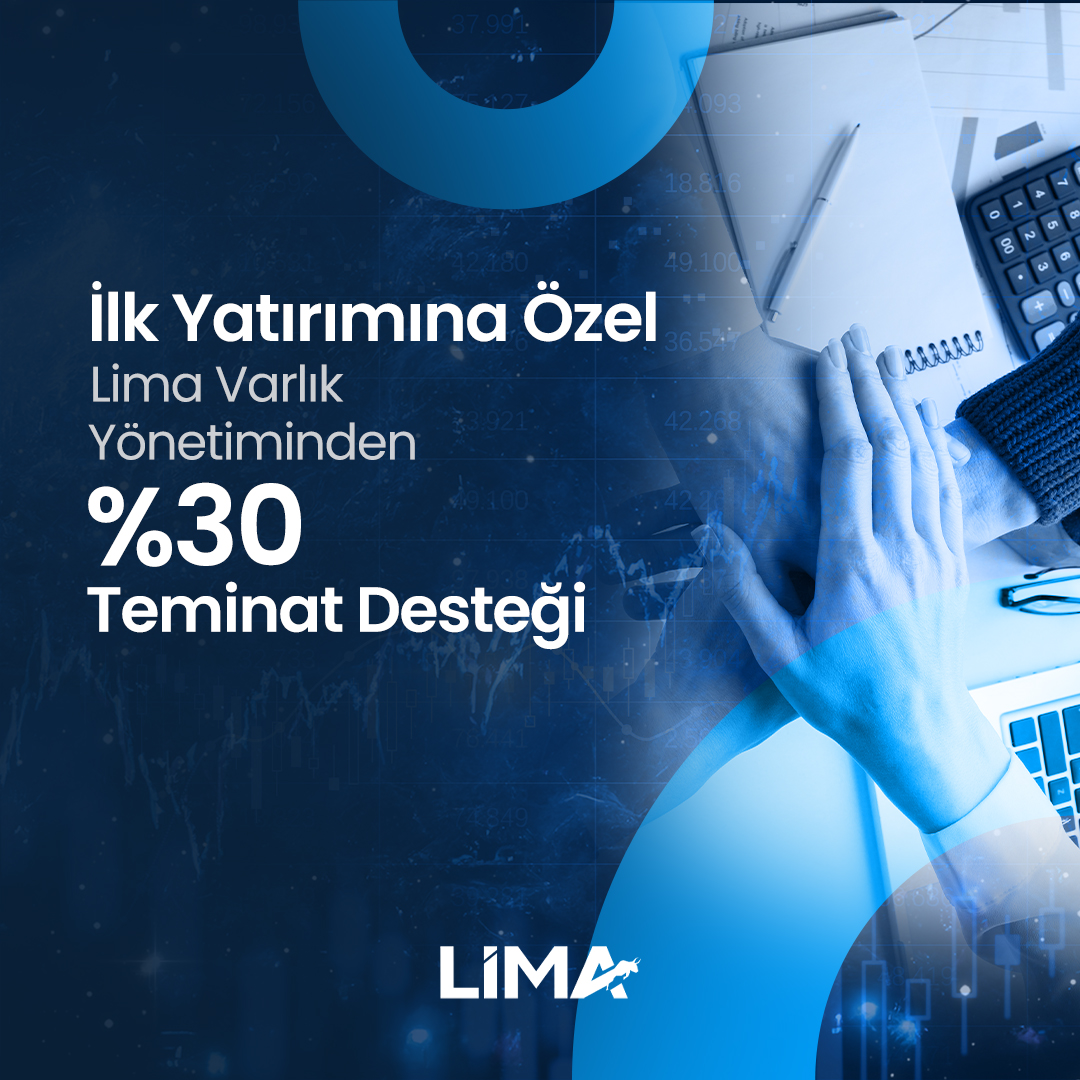 İlk Yatırımına Özel
Lima Varlık
Yönetiminden
%30
Teminat Desteği
LİMA